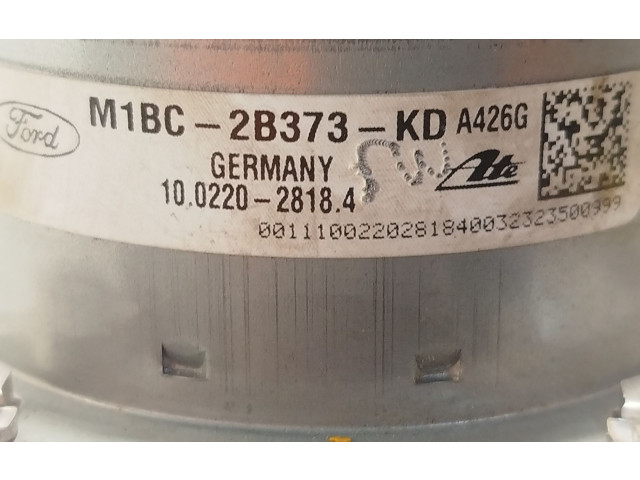 Ford M1BC-2B373-KD A426G
GERMANY Ate
10.0220-2818.4
0011100220281840032323500999